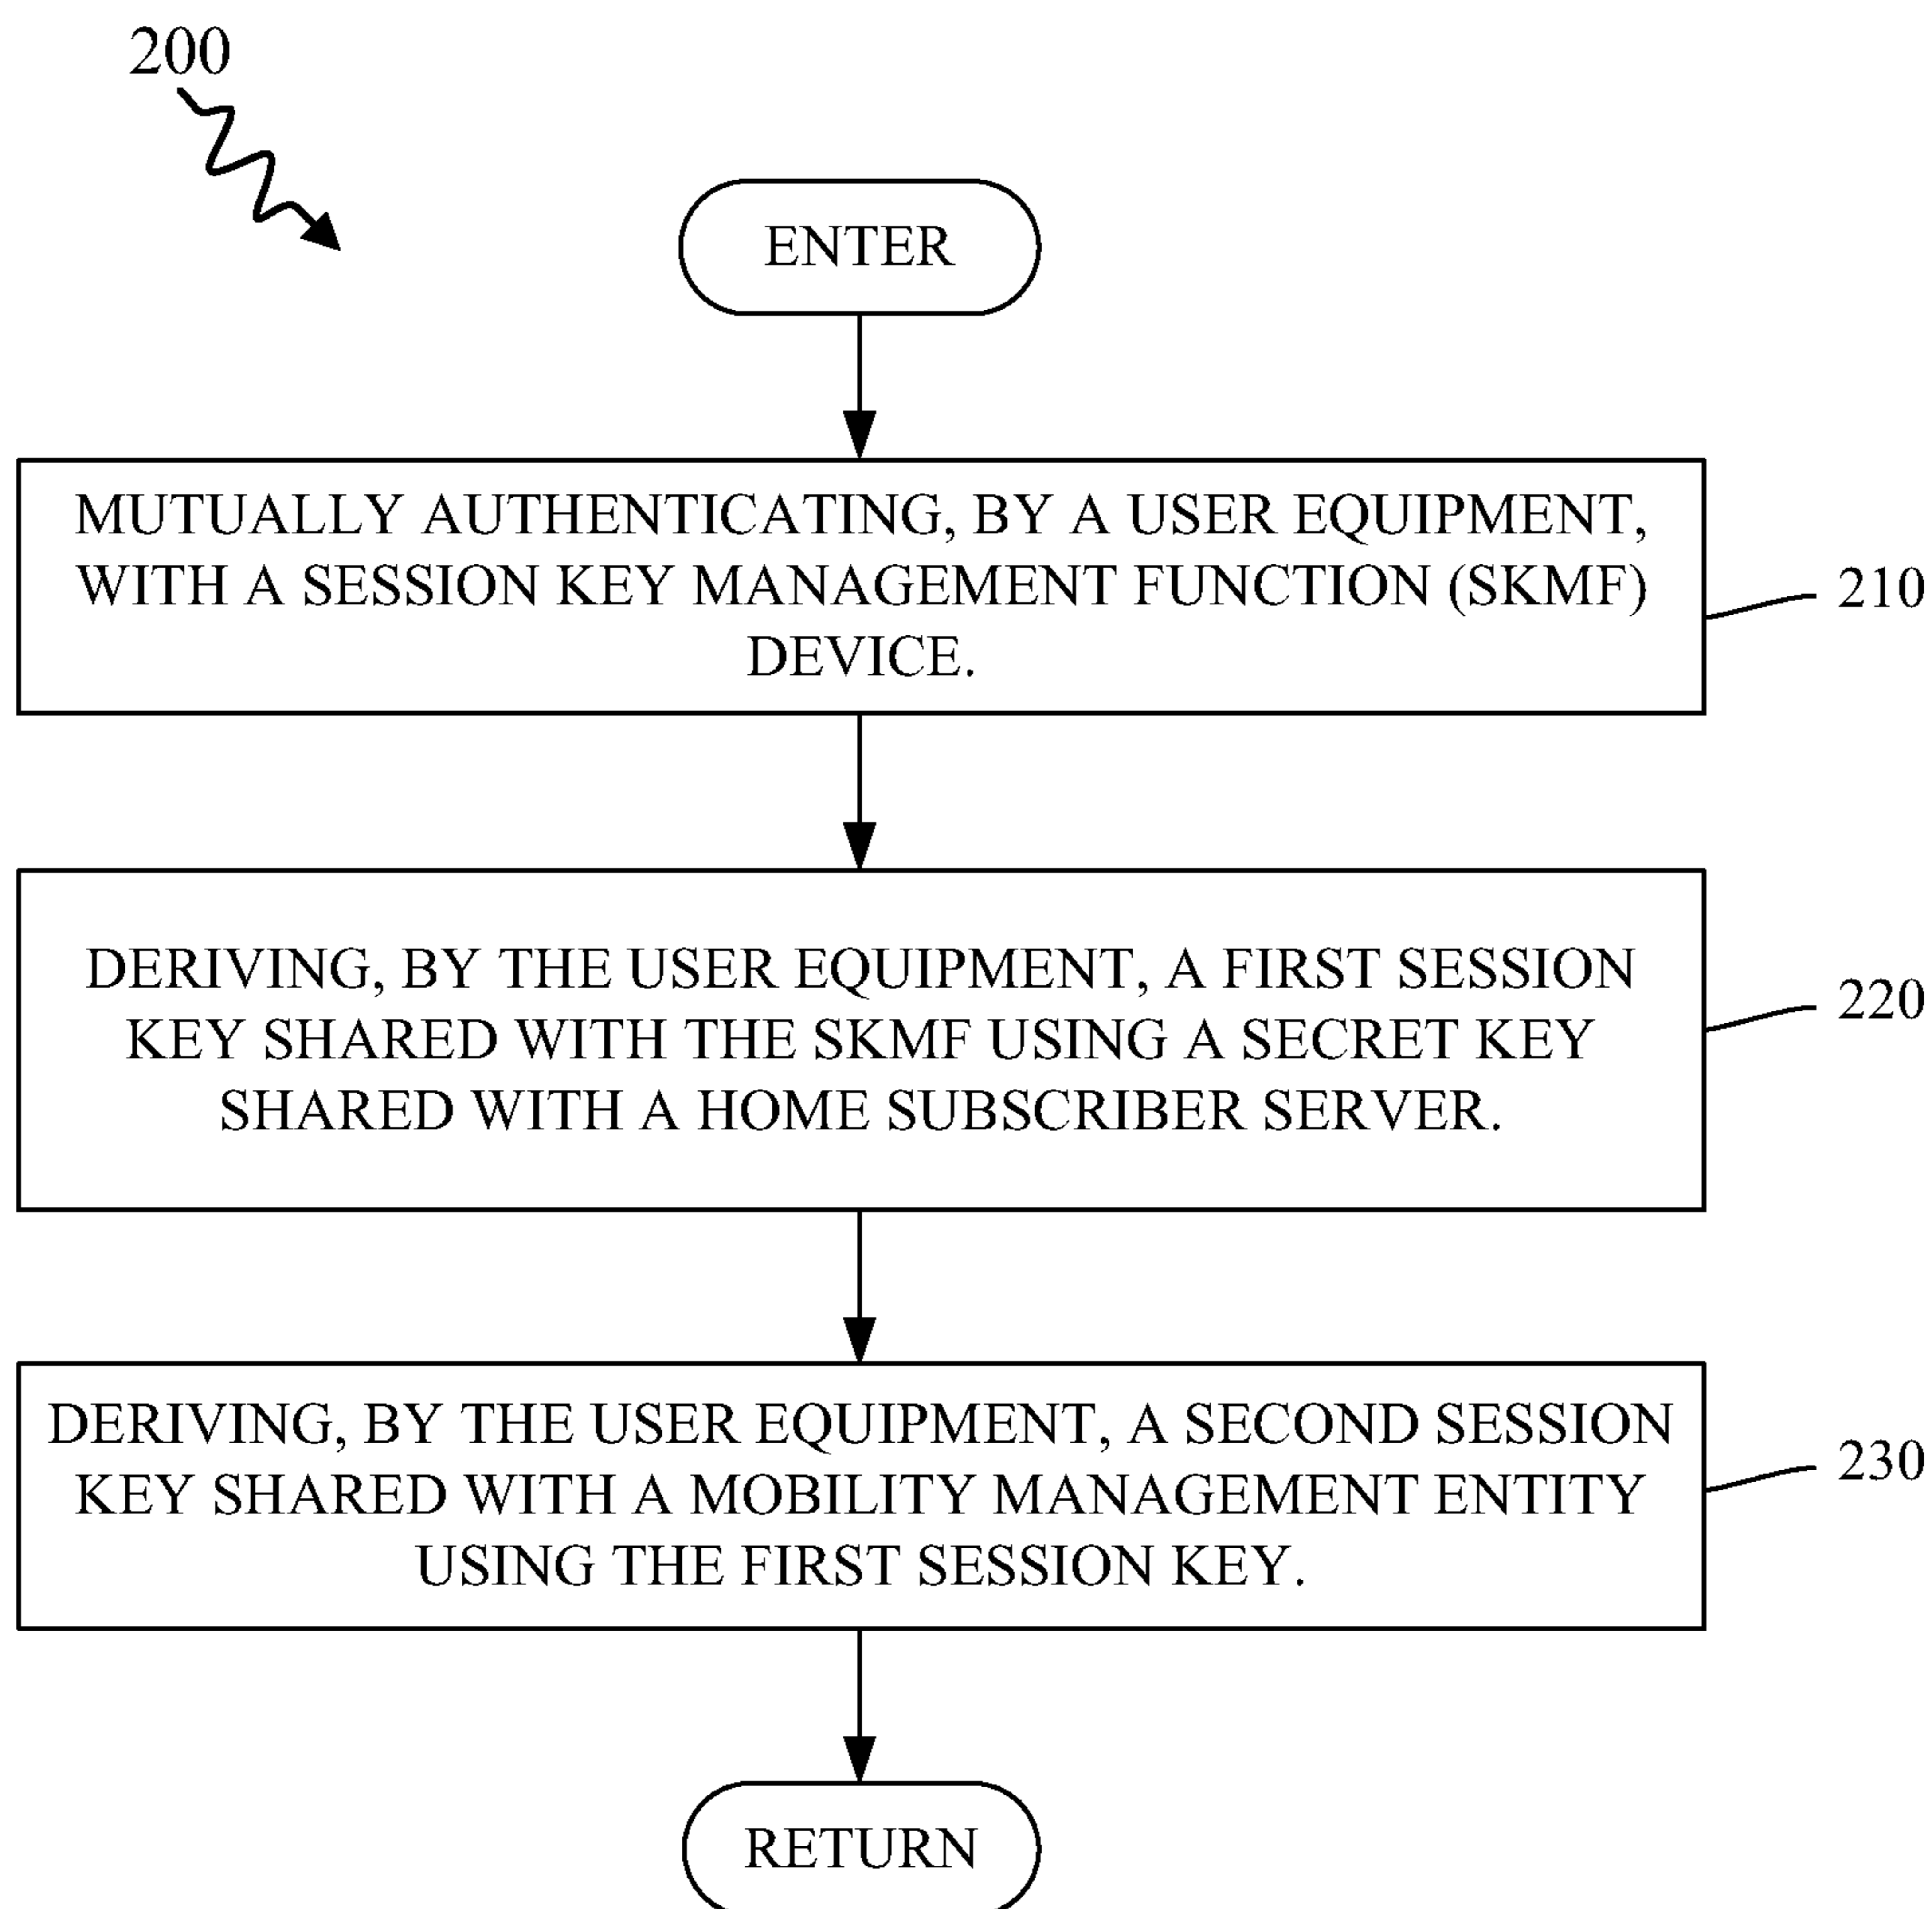 200
ENTER
MUTUALLY AUTHENTICATING, BY A USER EQUIPMENT,
WITH A SESSION KEY MANAGEMENT FUNCTION (SKMF)
DEVICE.
210
DERIVING, BY THE USER EQUIPMENT, A FIRST SESSION
KEY SHARED WITH THE SKMF USING A SECRET KEY
SHARED WITH A HOME SUBSCRIBER SERVER.
220
DERIVING, BY THE USER EQUIPMENT, A SECOND SESSION
KEY SHARED WITH A MOBILITY MANAGEMENT ENTITY
USING THE FIRST SESSION KEY.
230
RETURN